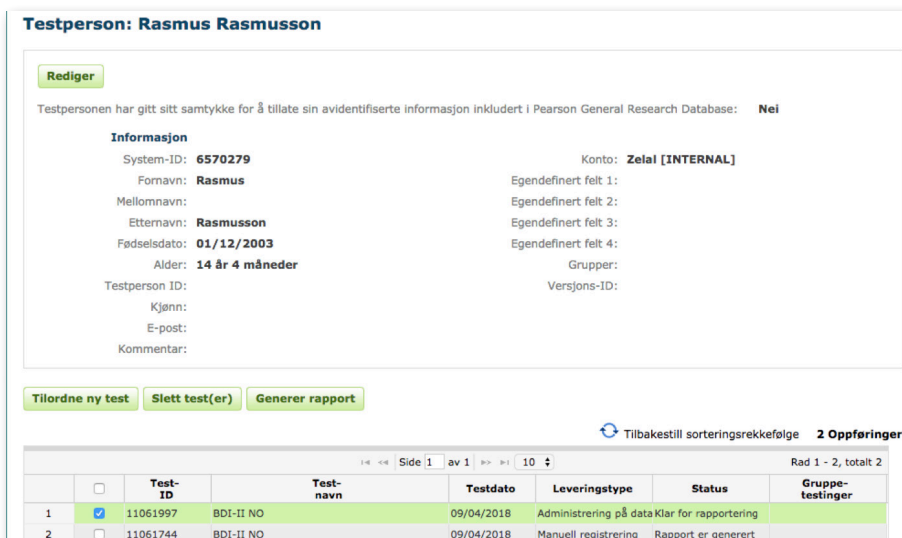 Testperson: Rasmus Rasmusson
Rediger
Testpersonen har gitt sitt samtykke for å tillate sin avidentifiserte informasjon inkludert i Pearson General Research Database: Nei
Informasjon
System-ID: 6570279 Konto: Zelal [INTERNAL]
Fornavn: Rasmus Egendefinert felt 1:
Mellomnavn: Egendefinert felt 2:
Etternavn: Rasmusson Egendefinert felt 3:
Fødselsdato: 01/12/2003 Egendefinert felt 4:
Alder: 14 år 4 måneder Grupper:
Testperson ID: Versjons-ID:
Kjønn:
E-post:
Kommentar:
Tilordne ny test Slett test(er) Generer rapport
Tilbakestill sorteringsrekkefølge 2 Oppføringer
Side 1 av 1 10 Rad 1 - 2, totalt 2
Test-ID Test-navn Testdato Leveringstype Status Gruppe-testinger
1 11061997 BDI-II NO 09/04/2018 Administrering på data Klar for rapportering
2 11061744 BDI-II NO 09/04/2018 Manuell registrering Rapport er generert